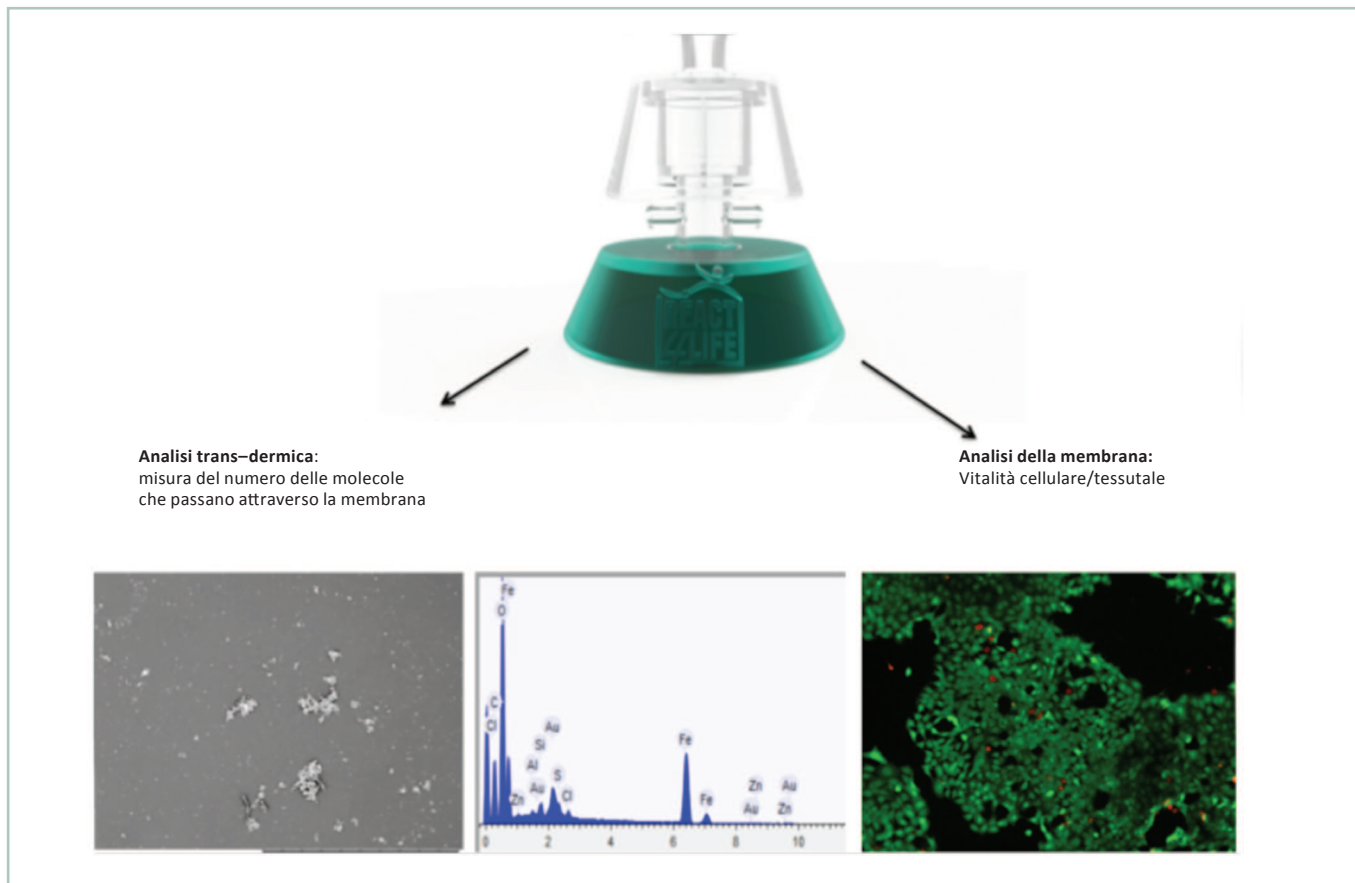 REACT
4LIFE
Analisi trans–dermica:
misura del numero delle molecole
che passano attraverso la membrana
Analisi della membrana:
Vitalità cellulare/tessutale
Fe
O
C
Cl
Au
Si
Al
Au
S
Cl
Zn
Fe
Fe
Zn
Au
Au
Zn
0 2 4 6 8 10